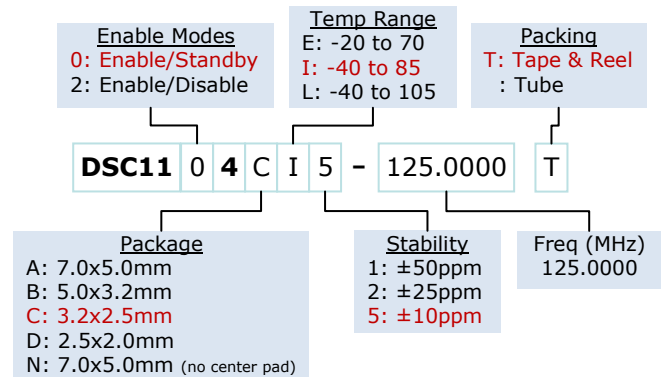 Enable Modes
0: Enable/Standby
2: Enable/Disable
Temp Range
E: -20 to 70
I: -40 to 85
L: -40 to 105
Packing
T: Tape & Reel
: Tube
DSC11 0 4 C I 5 – 125.0000 T
Package
A: 7.0x5.0mm
B: 5.0x3.2mm
C: 3.2x2.5mm
D: 2.5x2.0mm
N: 7.0x5.0mm (no center pad)
Stability
1: ±50ppm
2: ±25ppm
5: ±10ppm
Freq (MHz)
125.0000